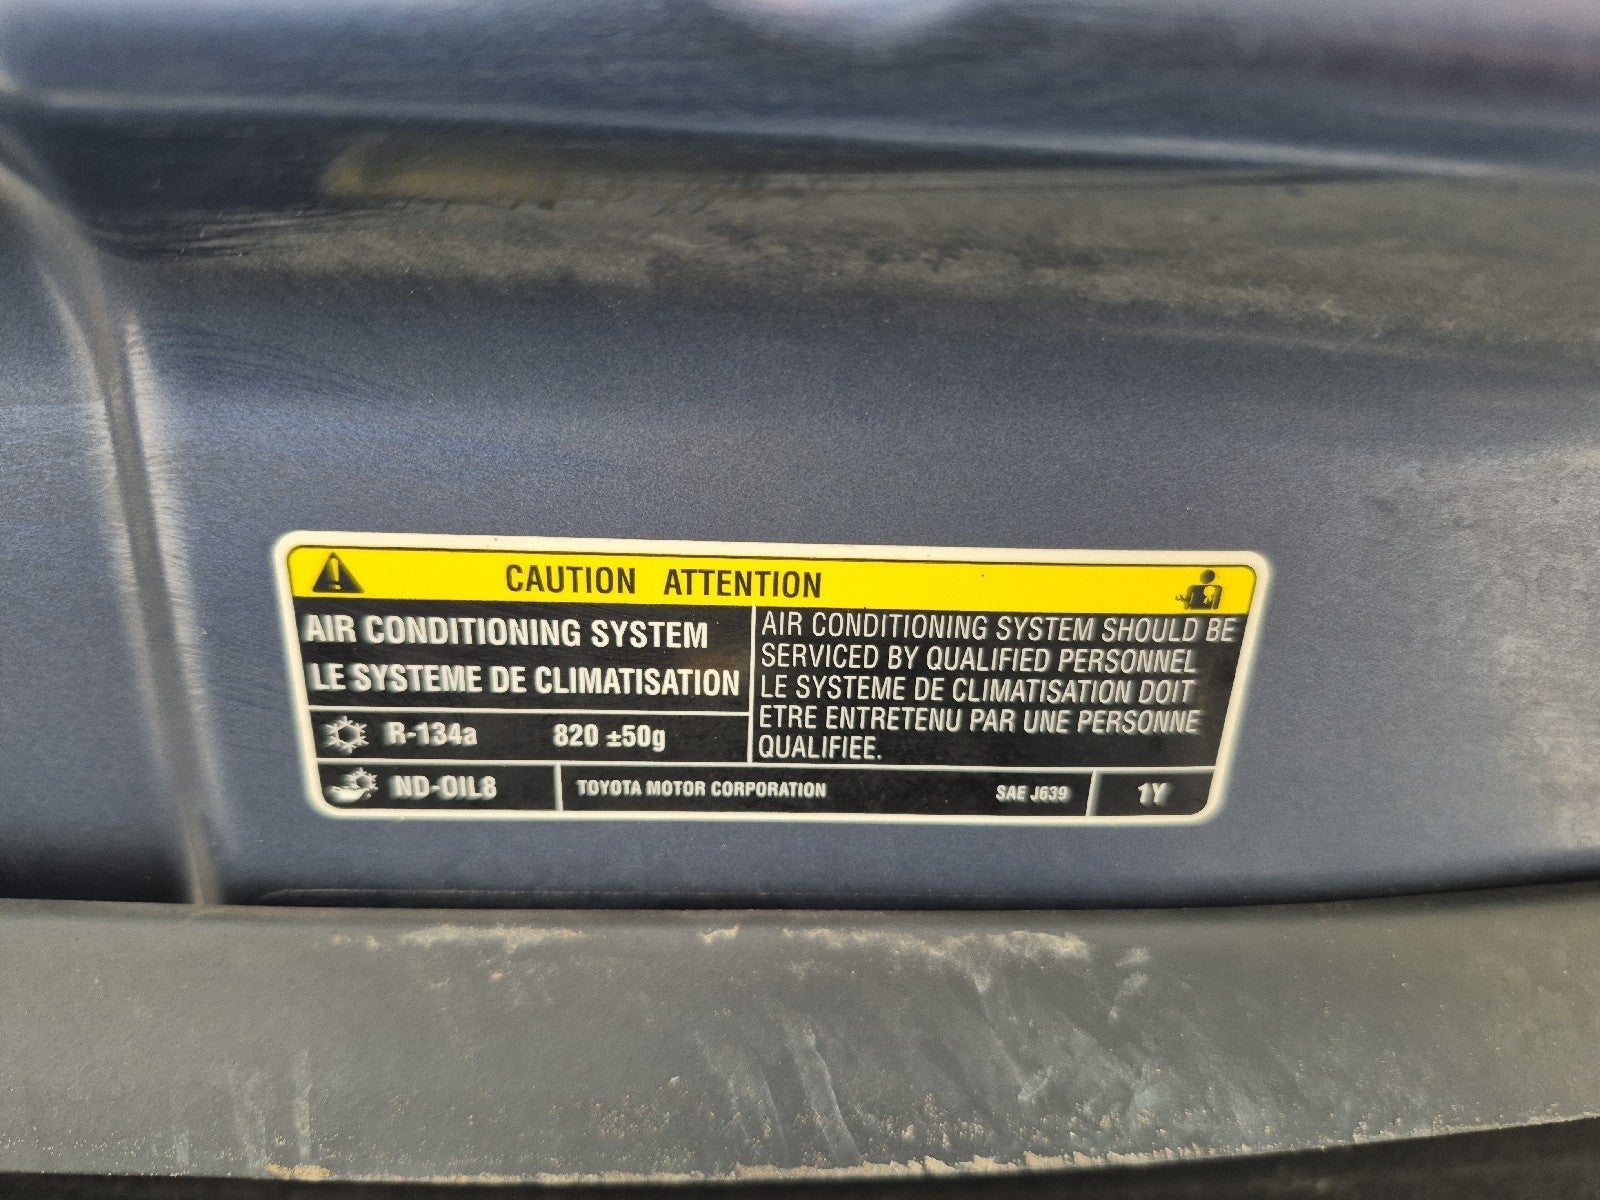 CAUTION ATTENTION
AIR CONDITIONING SYSTEM
LE SYSTEME DE CLIMATISATION
R-134a 820 ±50g
AIR CONDITIONING SYSTEM SHOULD BE
SERVICED BY QUALIFIED PERSONNEL
LE SYSTEME DE CLIMATISATION DOIT
ETRE ENTRETENU PAR UNE PERSONNE
QUALIFIEE.
ND-OIL8 TOYOTA MOTOR CORPORATION SAE J639 1Y